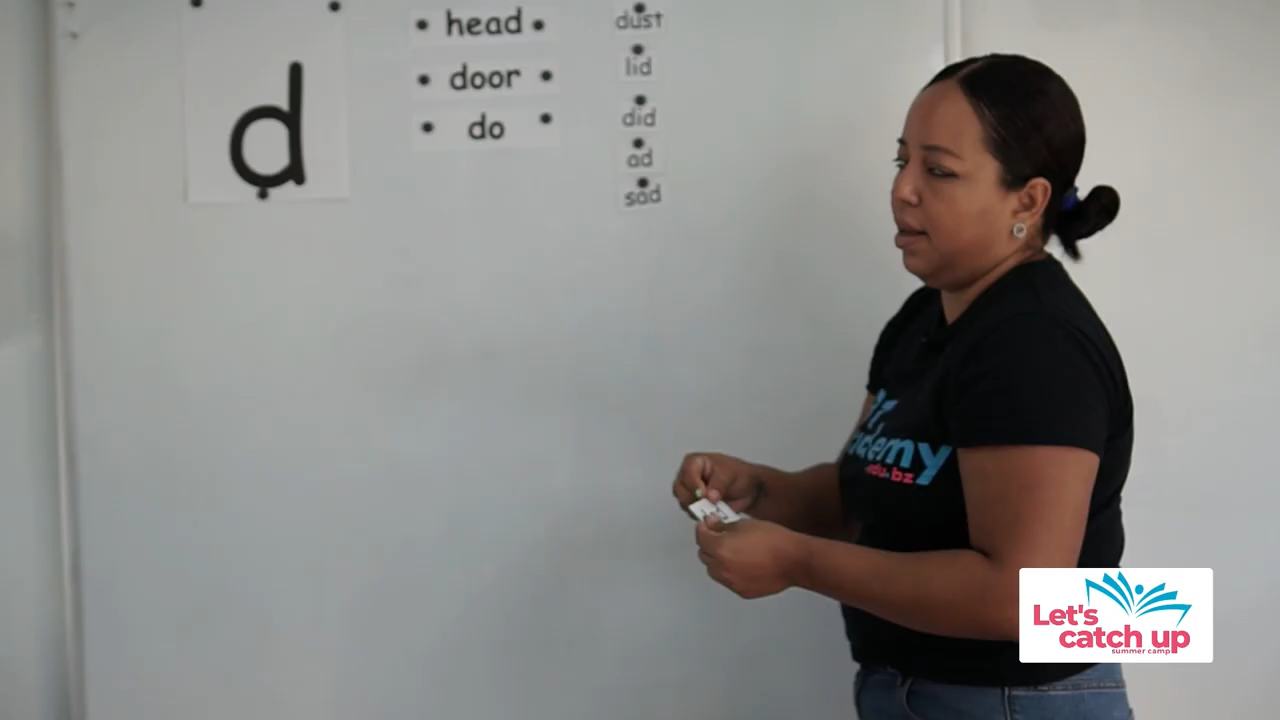 d
head
door
do
dust
lid
did
ad
sad
edu.bz
Let's
catch up
summer camp